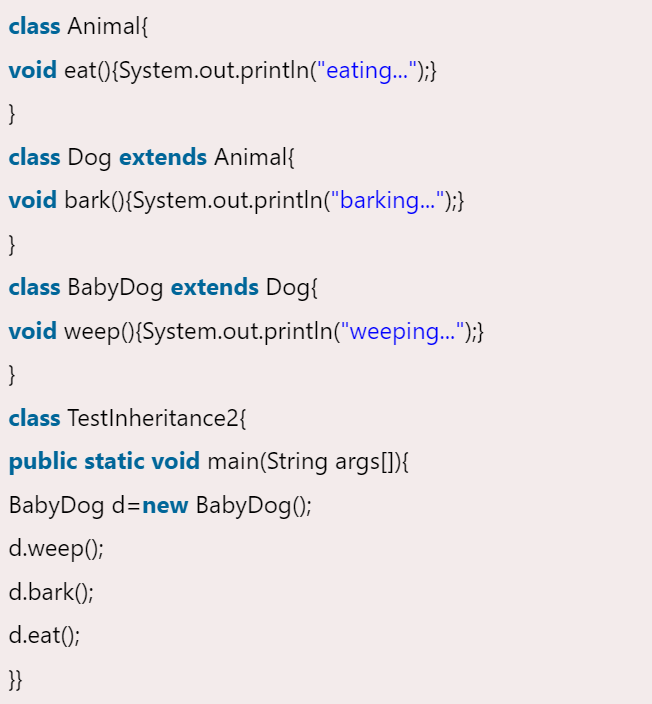 class Animal{
void eat(){System.out.println("eating...");}
}
class Dog extends Animal{
void bark(){System.out.println("barking...");}
}
class BabyDog extends Dog{
void weep(){System.out.println("weeping...");}
}
class TestInheritance2{
public static void main(String args[]){
BabyDog d=new BabyDog();
d.weep();
d.bark();
d.eat();
}}